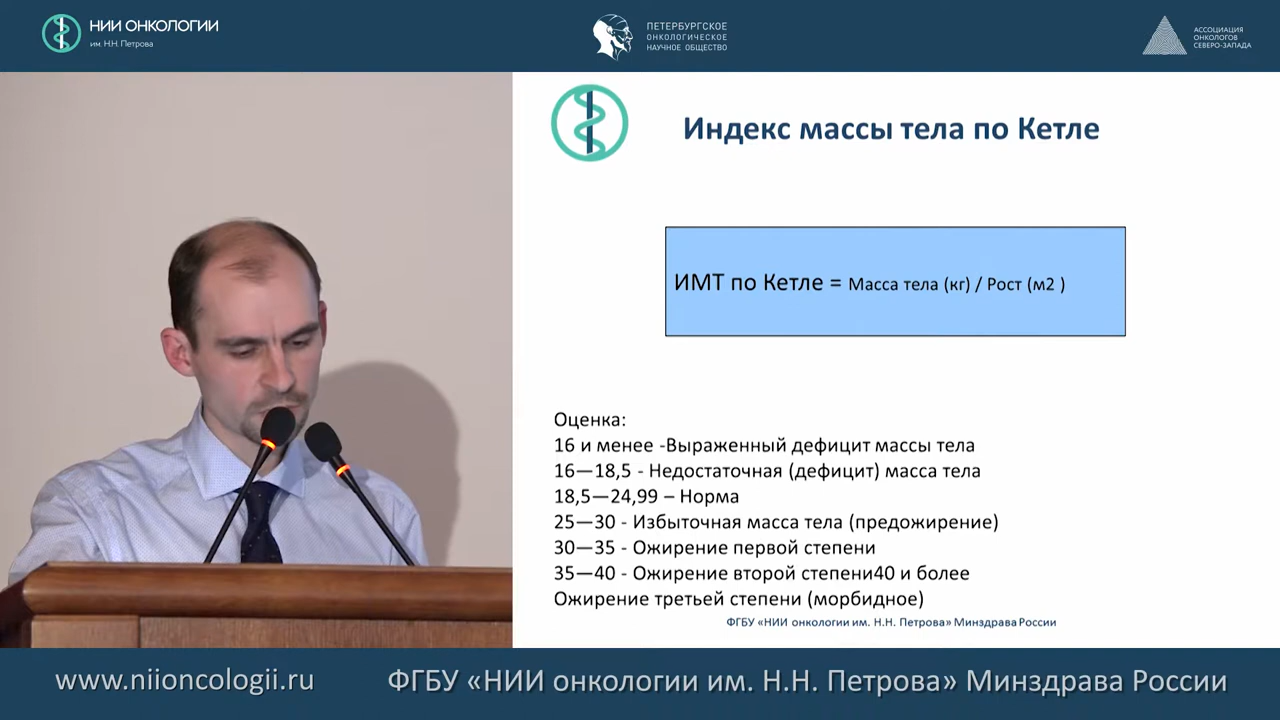 НИИ ОНКОЛОГИИ
им. Н.Н. Петрова
ПЕТЕРБУРГСКОЕ
ОНКОЛОГИЧЕСКОЕ
НАУЧНОЕ ОБЩЕСТВО
АССОЦИАЦИЯ
ОНКОЛОГОВ
СЕВЕРО-ЗАПАДА
Индекс массы тела по Кетле
ИМТ по Кетле = Масса тела (кг) / Рост (м2 )
Оценка:
16 и менее -Выраженный дефицит массы тела
16—18,5 - Недостаточная (дефицит) масса тела
18,5—24,99 – Норма
25—30 - Избыточная масса тела (предожирение)
30—35 - Ожирение первой степени
35—40 - Ожирение второй степени40 и более
Ожирение третьей степени (морбидное)
ФГБУ «НИИ онкологии им. Н.Н. Петрова» Минздрава России
www.niioncologii.ru
ФГБУ «НИИ онкологии им. Н.Н. Петрова» Минздрава России